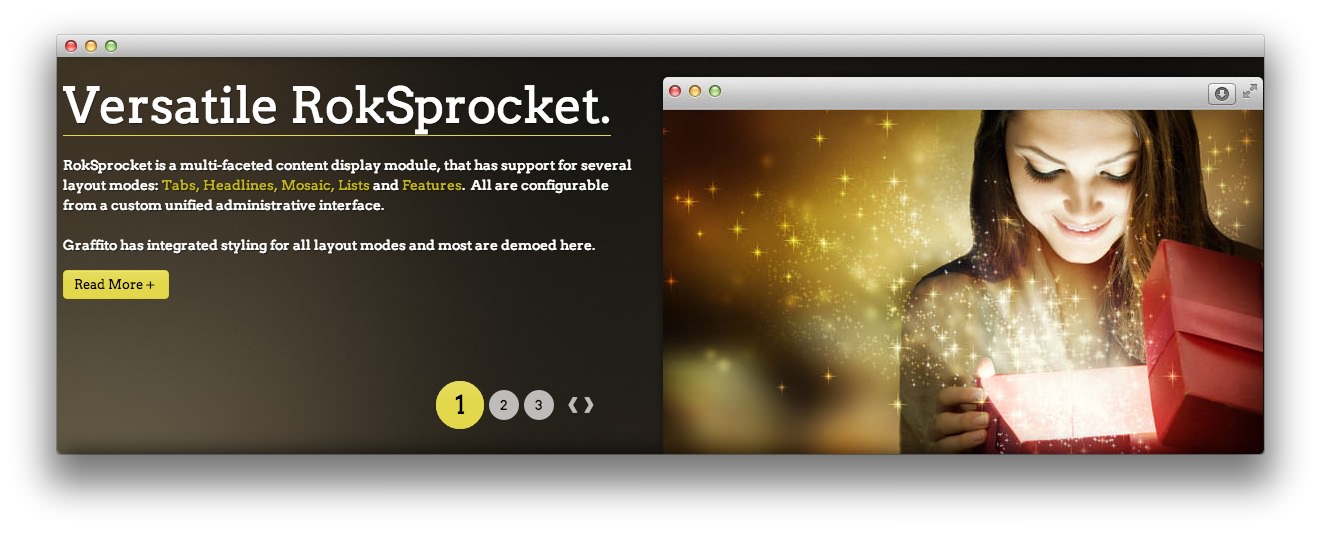 Versatile RokSprocket.
RokSprocket is a multi-faceted content display module, that has support for several
layout modes: Tabs, Headlines, Mosaic, Lists and Features.  All are configurable
from a custom unified administrative interface.
Graffito has integrated styling for all layout modes and most are demoed here.
Read More +
1 2 3